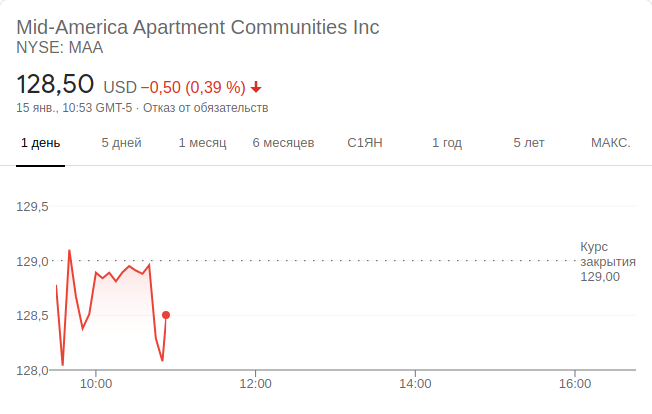 Mid-America Apartment Communities Inc
NYSE: MAA
128,50 USD −0,50 (0,39 %)
15 янв., 10:53 GMT-5 · Отказ от обязательств
1 день 5 дней 1 месяц 6 месяцев С1ЯН 1 год 5 лет МАКС.
129,5
129,0
128,5
128,0
Курс
закрытия
129,00
10:00 12:00 14:00 16:00